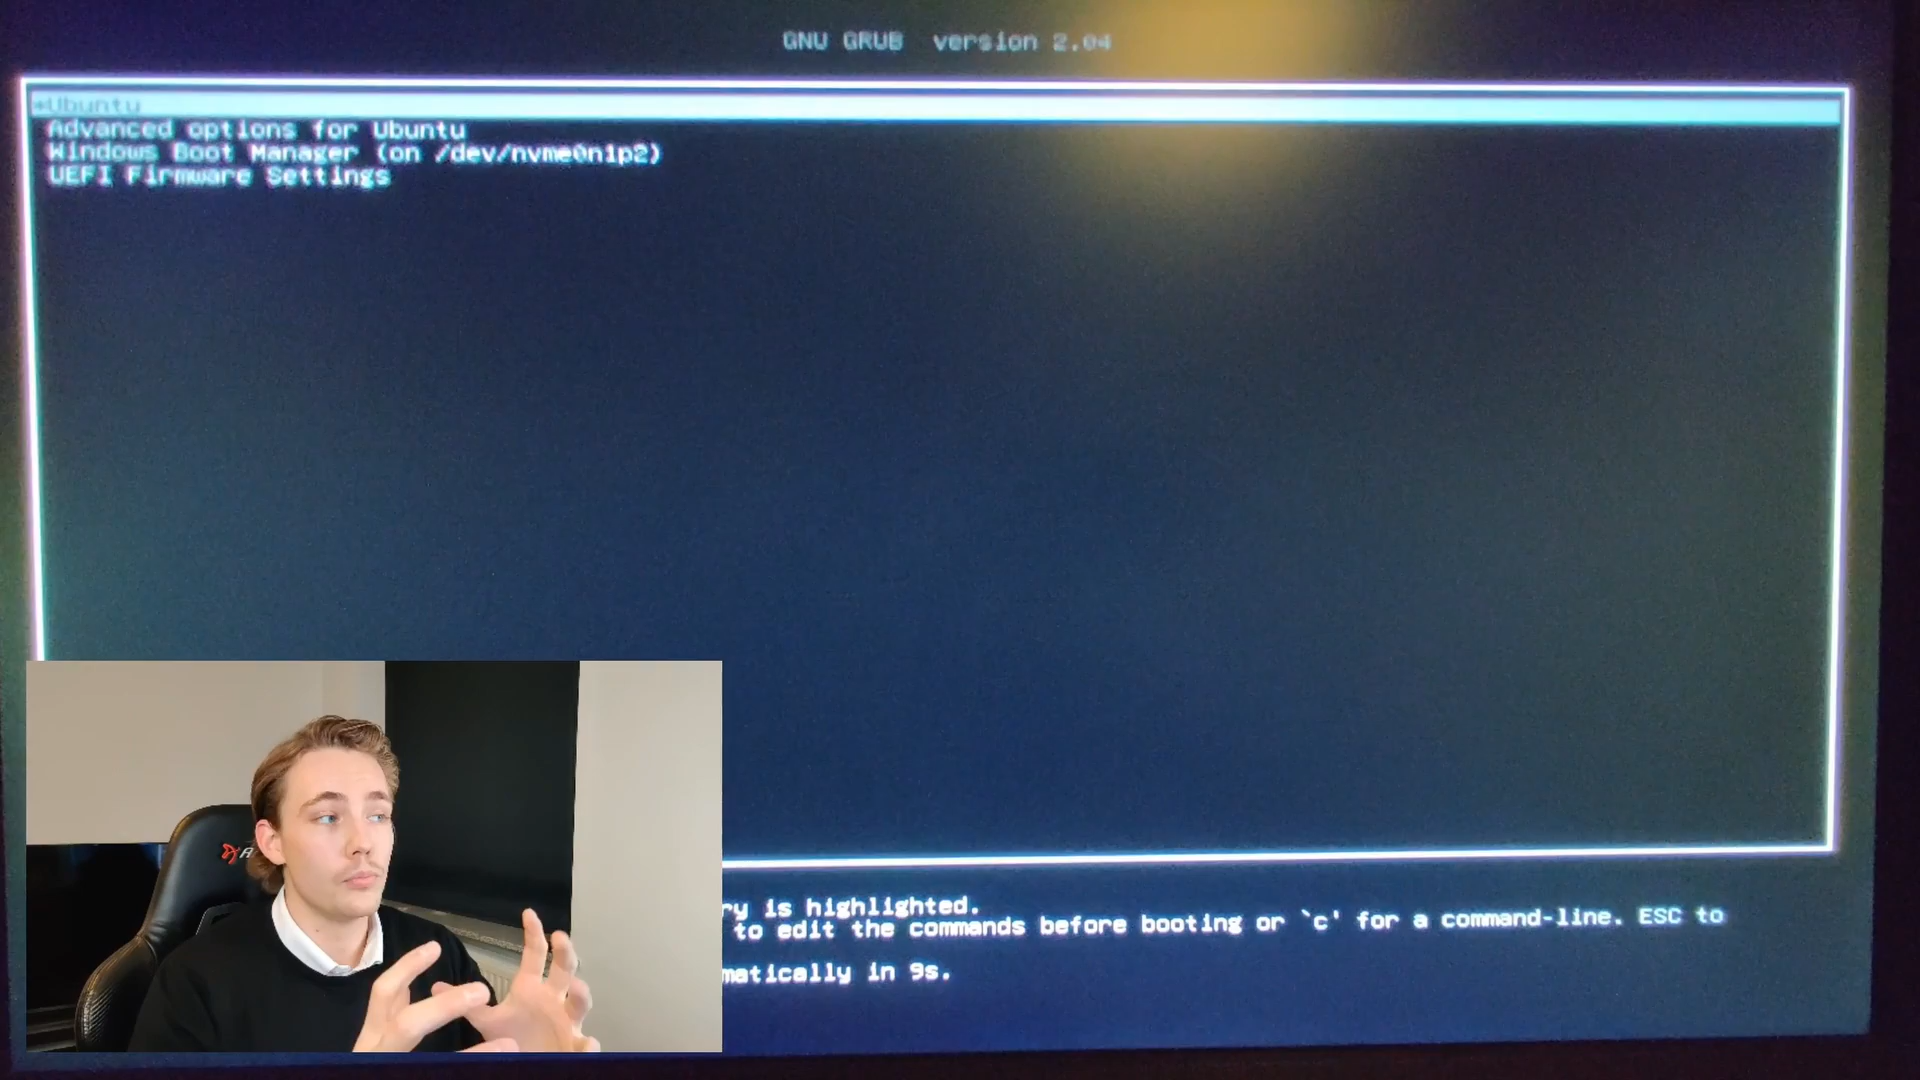 GNU GRUB version 2.04
*Ubuntu
Advanced options for Ubuntu
Windows Boot Manager (on /dev/nvme0n1p2)
UEFI Firmware Settings
ry is highlighted.
to edit the commands before booting or `c' for a command-line. ESC to
matically in 9s.